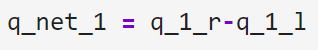 q_net_1 = q_1_r-q_1_l